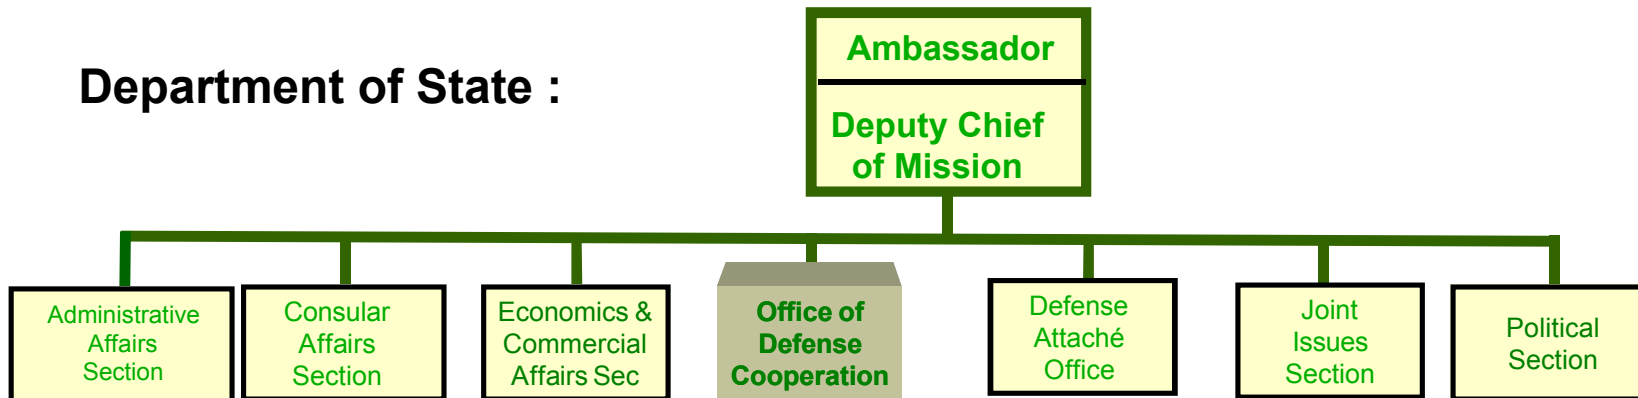 Department of State :
Ambassador
Deputy Chief
of Mission
Administrative
Affairs
Section
Consular
Affairs
Section
Economics &
Commercial
Affairs Sec
Office of
Defense
Cooperation
Defense
Attaché
Office
Joint
Issues
Section
Political
Section